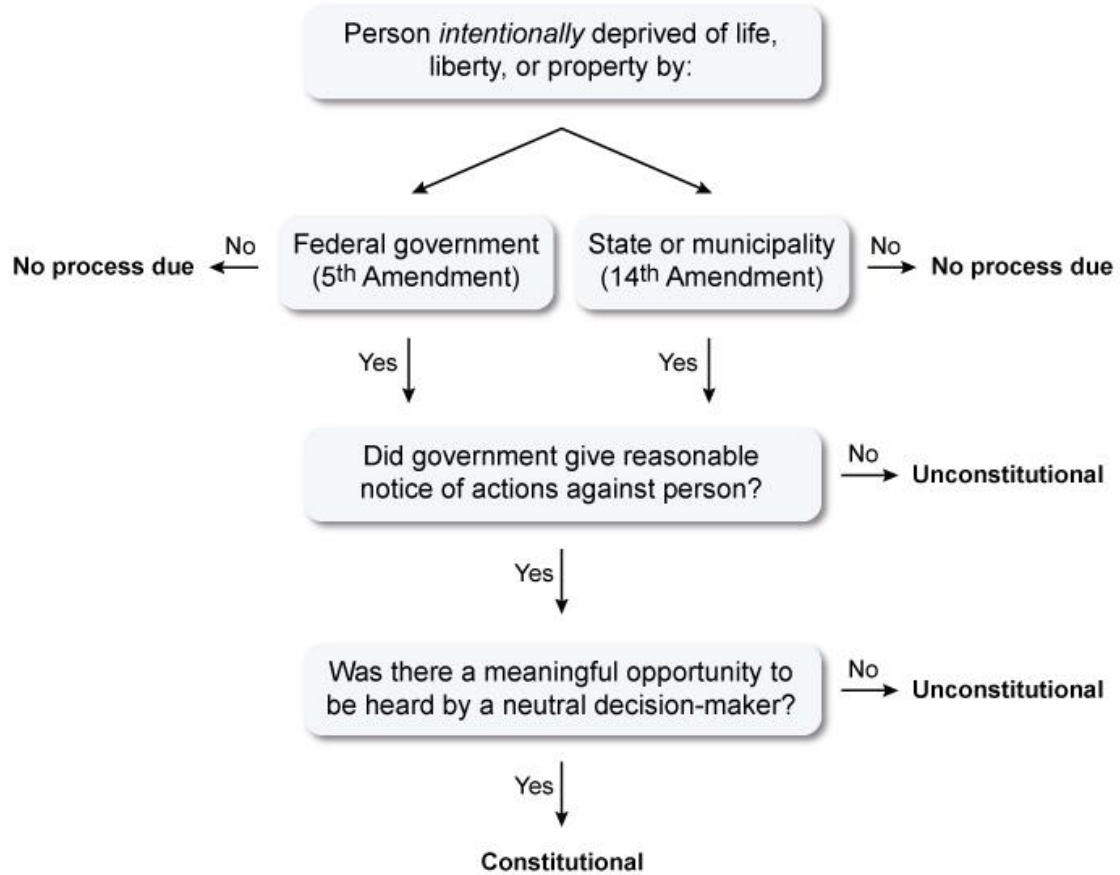 Person intentionally deprived of life,
liberty, or property by:
No process due
No
Federal government
(5th Amendment)
State or municipality
(14th Amendment)
No
No process due
Yes
Yes
Did government give reasonable
notice of actions against person?
No
Unconstitutional
Yes
Was there a meaningful opportunity to
be heard by a neutral decision-maker?
No
Unconstitutional
Yes
Constitutional